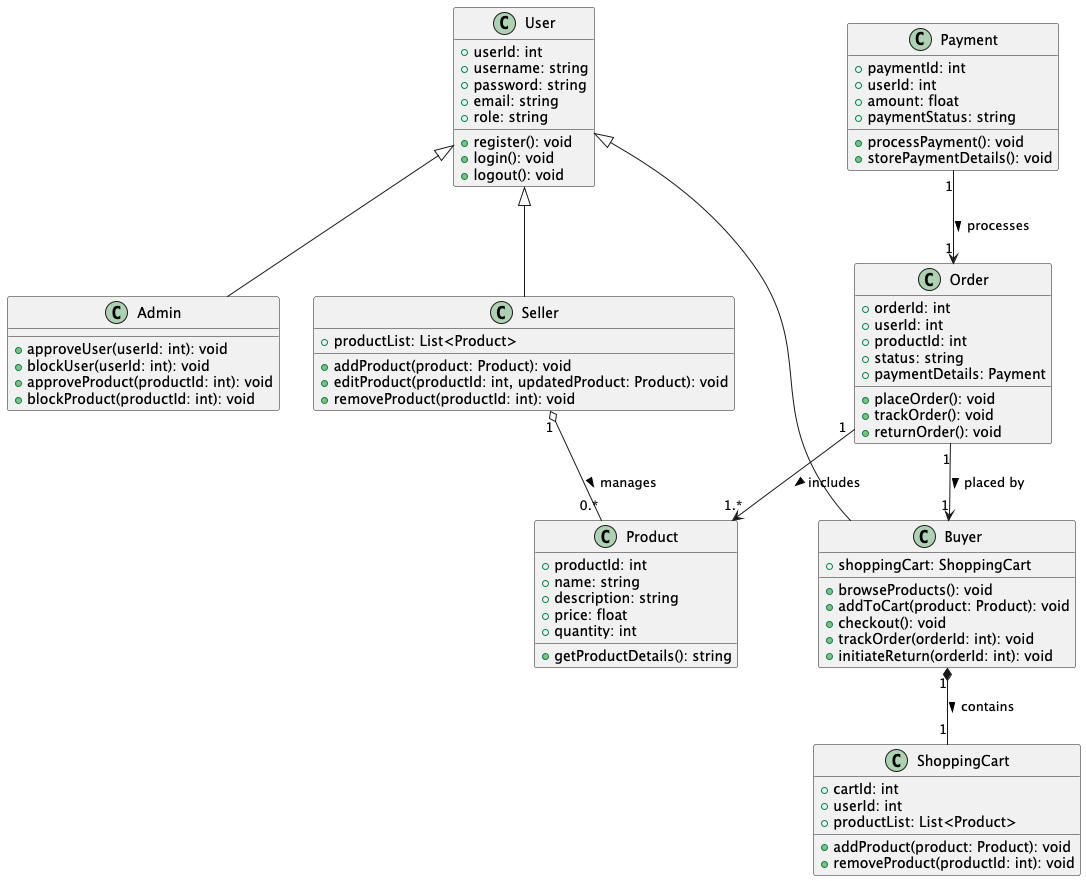 C User
userId: int
username: string
password: string
email: string
role: string
register(): void
login(): void
logout(): void
C Payment
paymentId: int
userId: int
amount: float
paymentStatus: string
processPayment(): void
storePaymentDetails(): void
1
processes
1
C Admin
approveUser(userId: int): void
blockUser(userId: int): void
approveProduct(productId: int): void
blockProduct(productId: int): void
C Seller
productList: List<Product>
addProduct(product: Product): void
editProduct(productId: int, updatedProduct: Product): void
removeProduct(productId: int): void
C Order
orderId: int
userId: int
productId: int
status: string
paymentDetails: Payment
placeOrder(): void
trackOrder(): void
returnOrder(): void
1
manages
0.*
1
includes
1.*
1
placed by
1
C Product
productId: int
name: string
description: string
price: float
quantity: int
getProductDetails(): string
C Buyer
shoppingCart: ShoppingCart
browseProducts(): void
addToCart(product: Product): void
checkout(): void
trackOrder(orderId: int): void
initiateReturn(orderId: int): void
1
contains
1
C ShoppingCart
cartId: int
userId: int
productList: List<Product>
addProduct(product: Product): void
removeProduct(productId: int): void